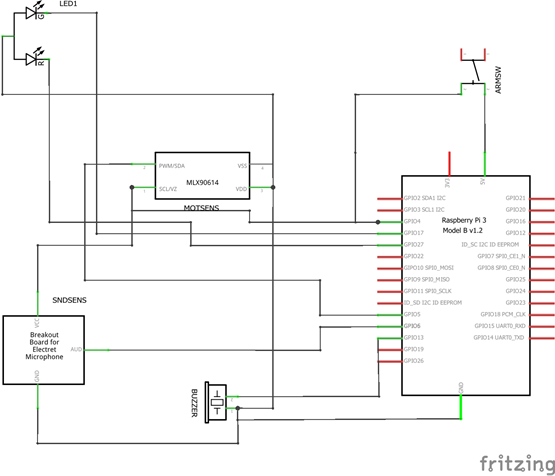 LED1
G
R
ARMSW
PWM/SDA
VSS
MLX90614
SCL/VZ
VDD
MOTSENS
3V3
5V
GPIO2 SDA1 I2C
GPIO21
GPIO3 SCL1 I2C
GPIO20
GPIO4
Raspberry Pi 3
GPIO16
GPIO17
Model B v1.2
GPIO12
GPIO27
ID_SC I2C ID EEPROM
GPIO22
GPIO7 SPI0_CE1_N
GPIO10 SPI0_MOSI
GPIO8 SPI0_CE0_N
GPIO9 SPI0_MISO
GPIO25
GPIO11 SPI0_SCLK
GPIO24
ID_SD I2C ID EEPROM
GPIO23
GPIO5
GPIO18 PCM_CLK
GPIO6
GPIO15 UART0_RXD
GPIO13
GPIO14 UART0_TXD
GPIO19
GPIO26
GND
SNDSENS
VCC
Breakout
Board for
Electret
Microphone
AUD
GND
BUZZER
fritzing